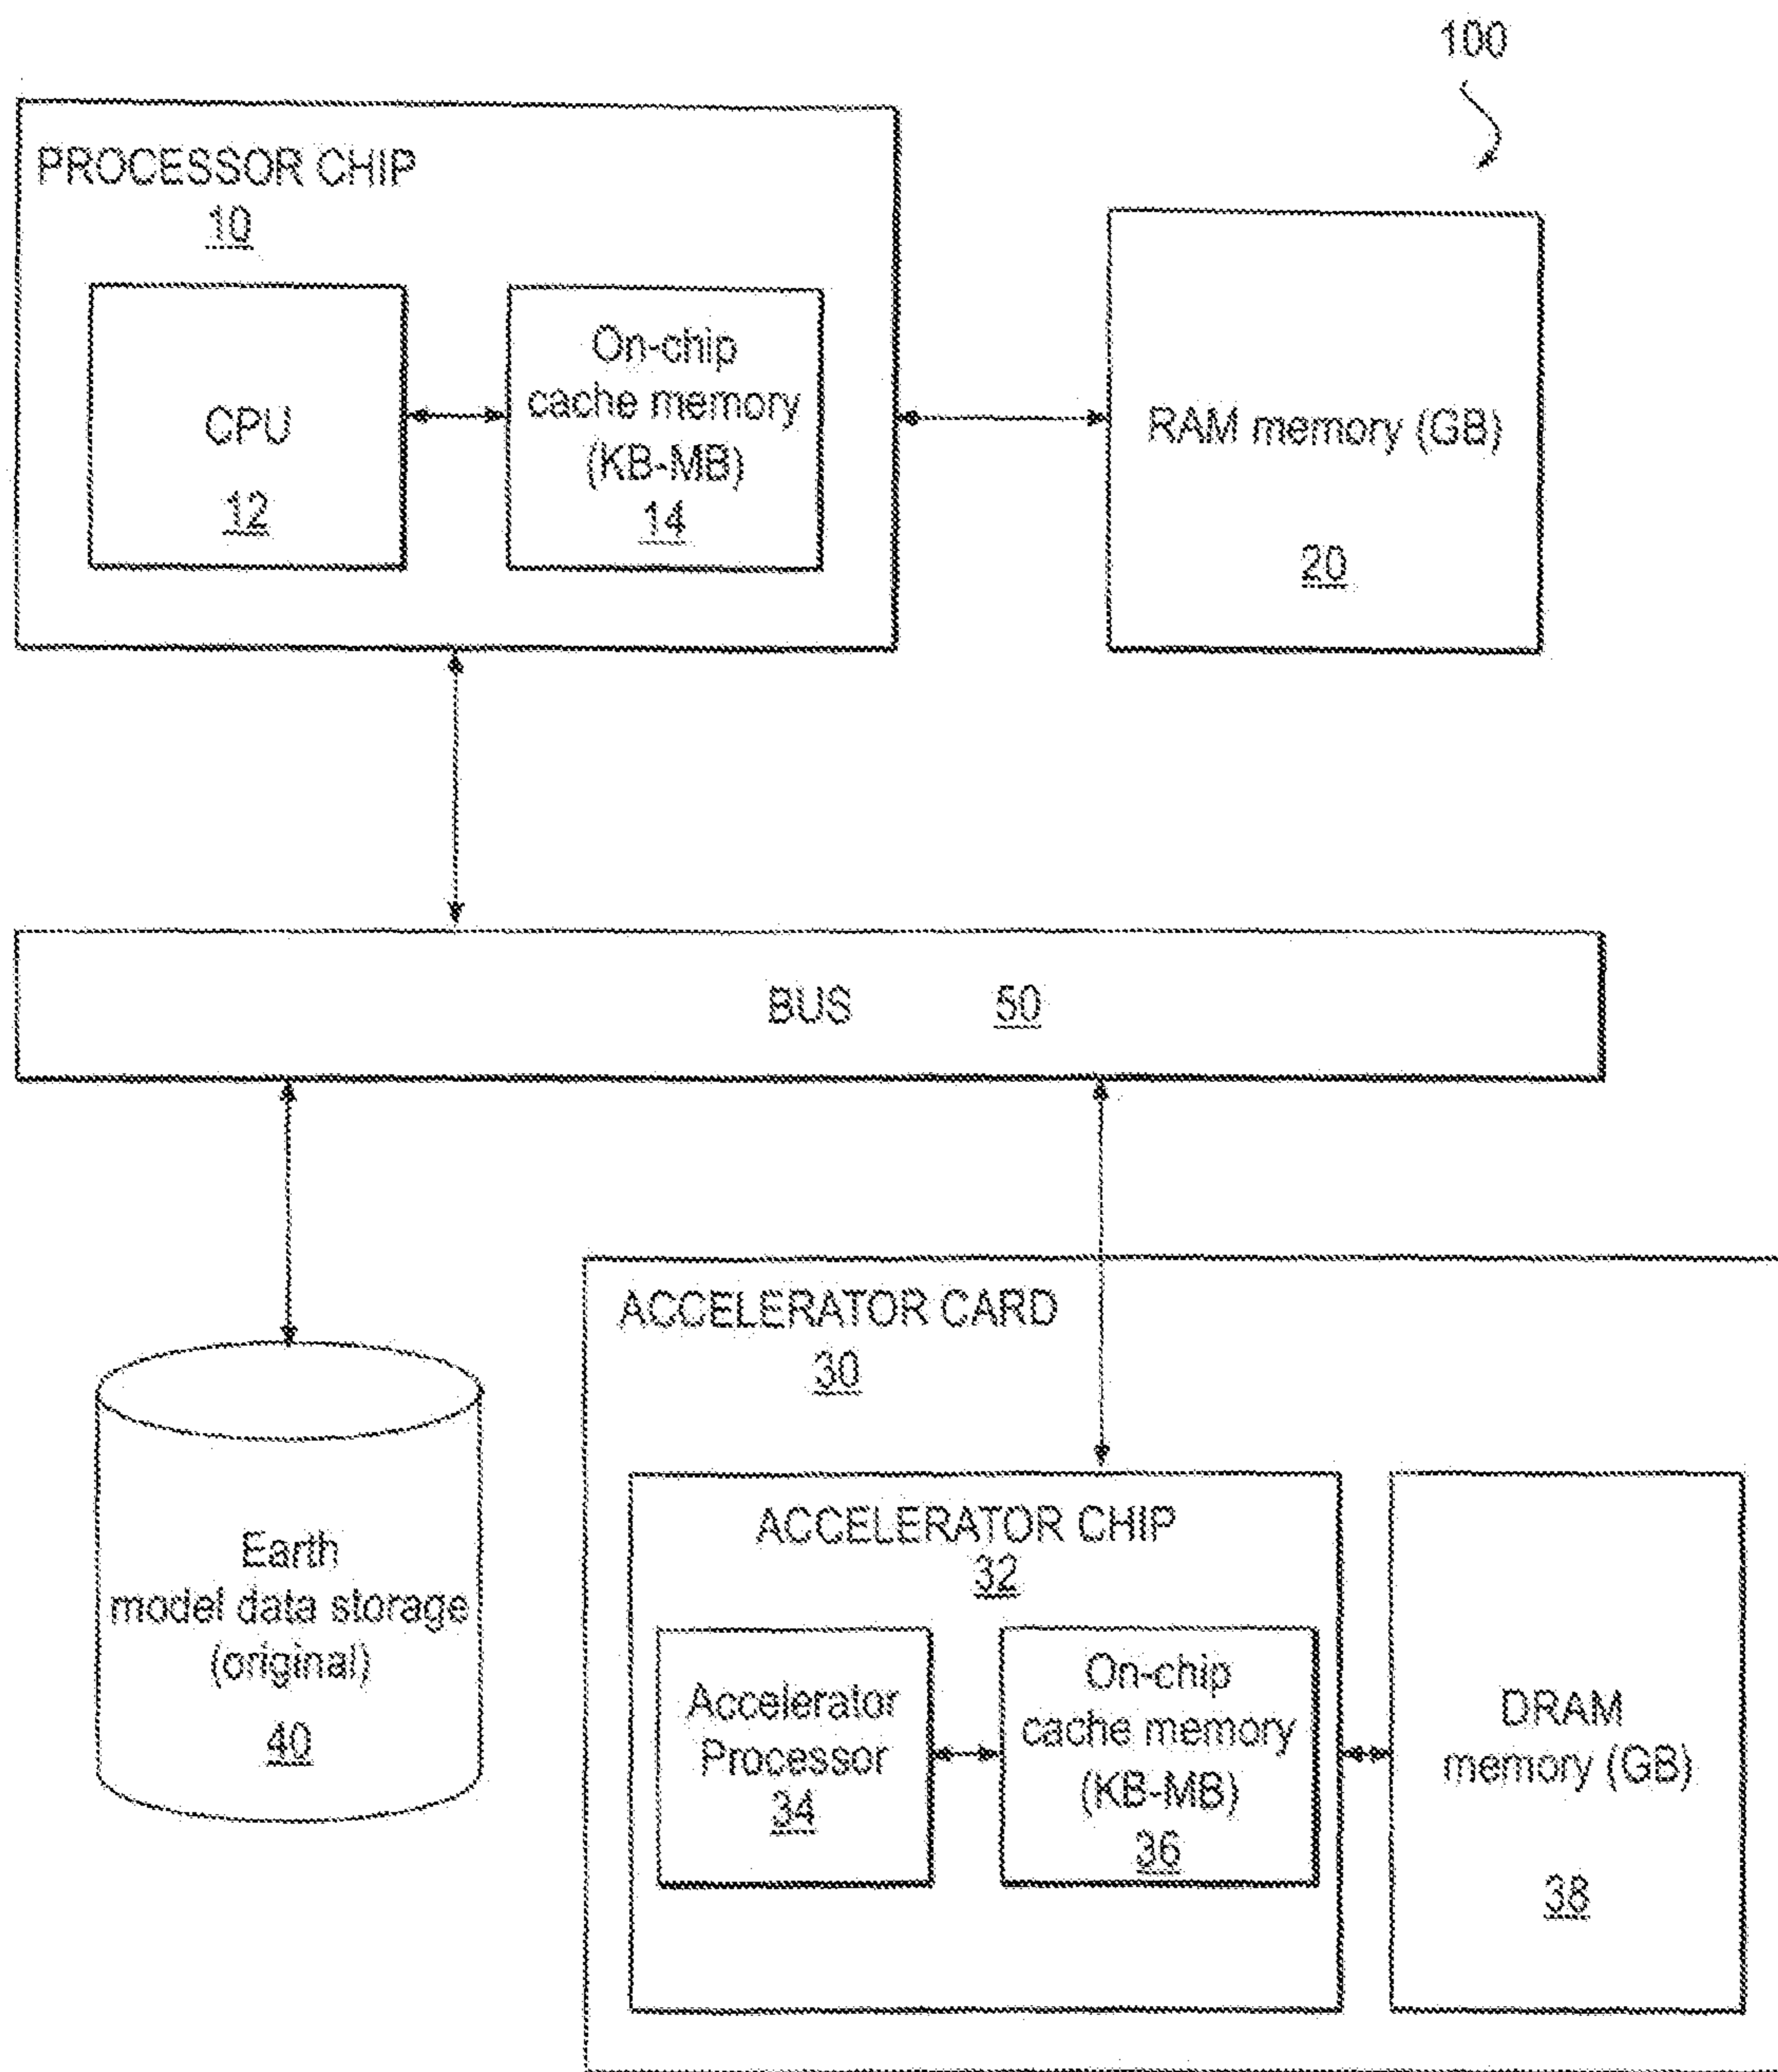 100
PROCESSOR CHIP
10
CPU
12
On-chip
cache memory
(KB-MB)
14
RAM memory (GB)
20
BUS 50
Earth
model data storage
(original)
40
ACCELERATOR CARD
30
ACCELERATOR CHIP
32
Accelerator
Processor
34
On-chip
cache memory
(KB-MB)
36
DRAM
memory (GB)
38